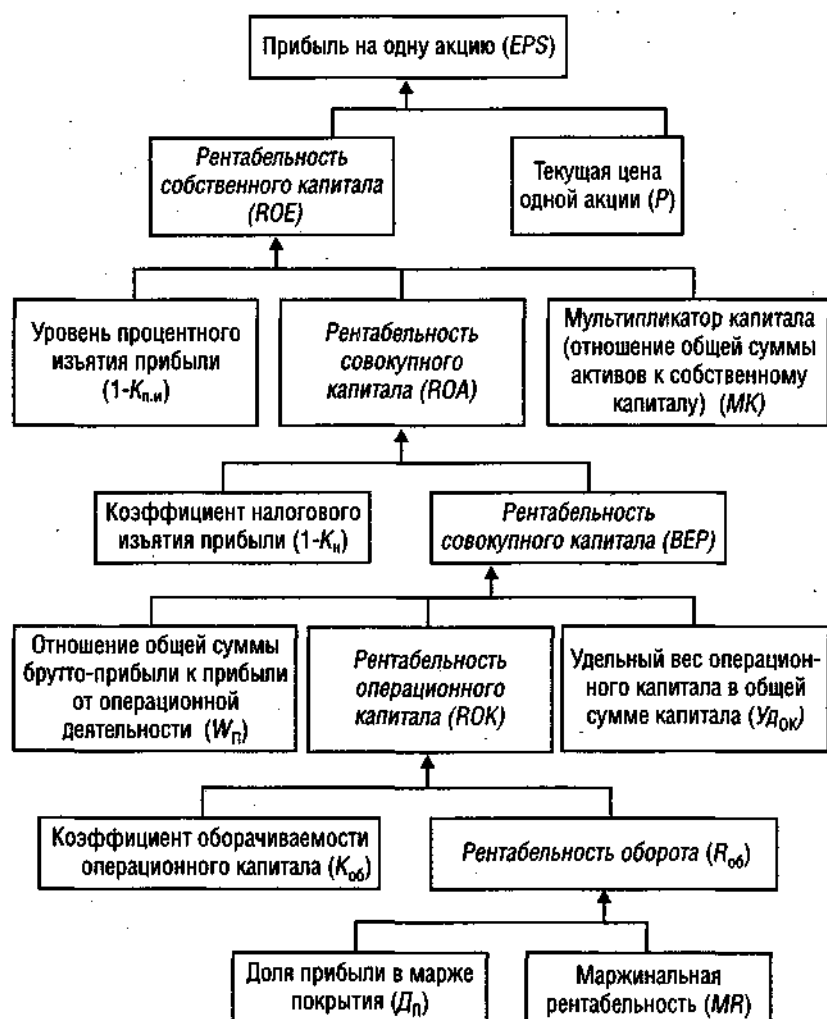 Прибыль на одну акцию (EPS)
Рентабельность
собственного капитала
(ROE)
Текущая цена
одной акции (P)
Уровень процентного
изъятия прибыли
(1-Kп.и)
Рентабельность
совокупного
капитала (ROA)
Мультипликатор капитала
(отношение общей суммы
активов к собственному
капиталу) (МК)
Коэффициент налогового
изъятия прибыли (1-Kн)
Рентабельность
совокупного капитала (BEP)
Отношение общей суммы
брутто-прибыли к прибыли
от операционной
деятельности (Wп)
Рентабельность
операционного
капитала (ROK)
Удельный вес операцион-
ного капитала в общей
сумме капитала (Удок)
Коэффициент оборачиваемости
операционного капитала (Kоб)
Рентабельность оборота (Rоб)
Доля прибыли в марже
покрытия (Дп)
Маржинальная
рентабельность (MR)